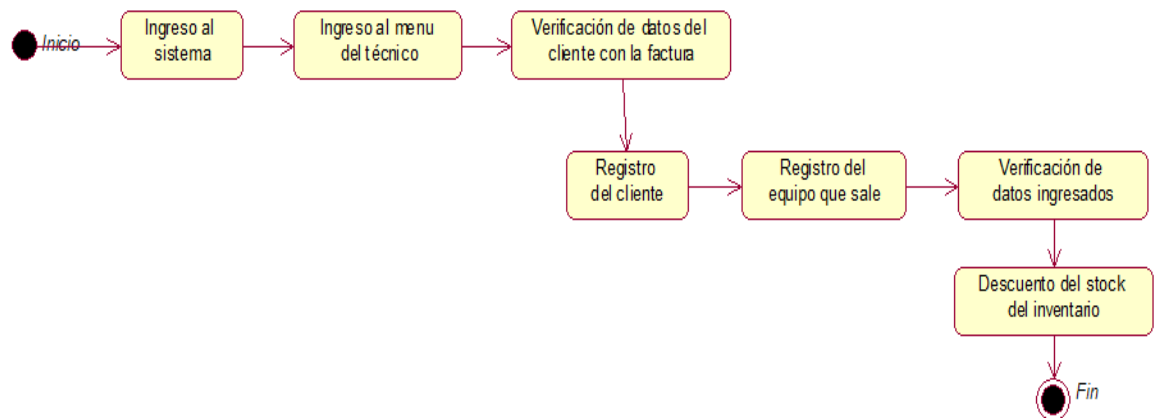 Inicio
Ingreso al
sistema
Ingreso al menu
del técnico
Verificación de datos del
cliente con la factura
Registro
del cliente
Registro del
equipo que sale
Verificación de
datos ingresados
Descuento del stock
del inventario
Fin